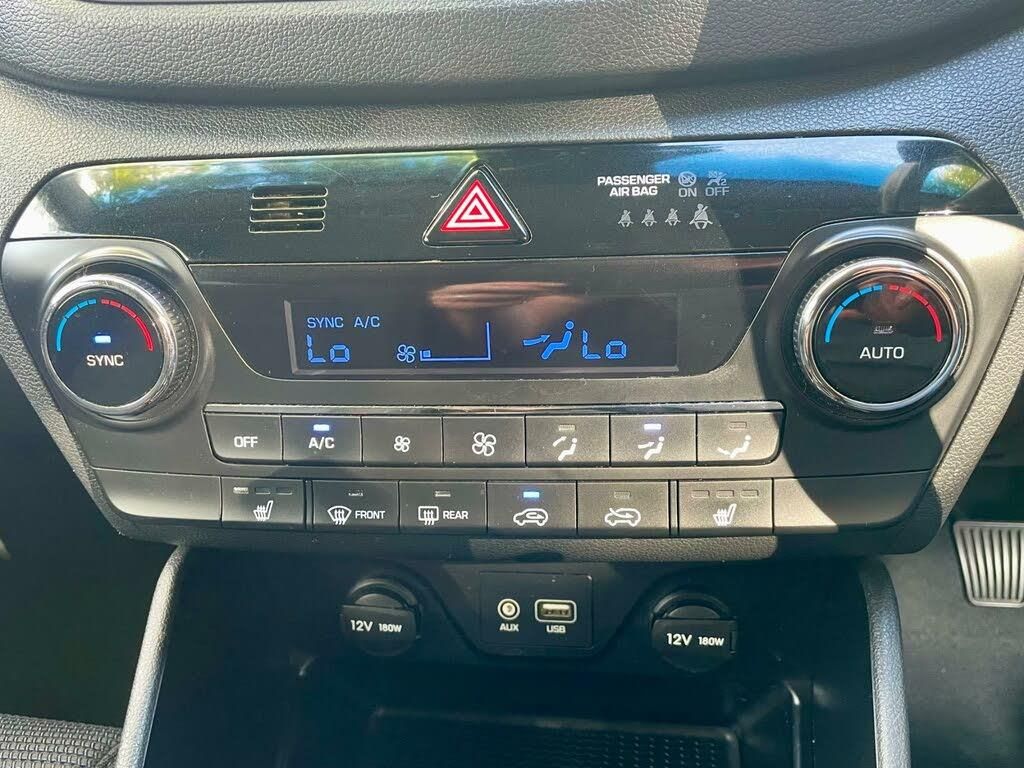 PASSENGER
AIR BAG
ON OFF
2
SYNC A/C
Lo Lo
SYNC
AUTO
OFF A/C
FRONT REAR
12V 180W
AUX USB
12V 180W